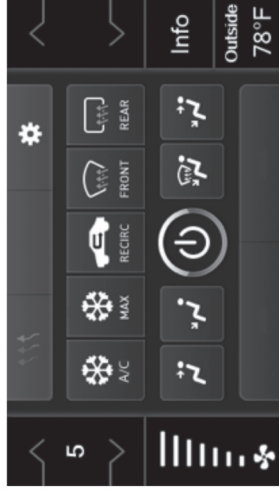 5
A/C
MAX
RECIRC
FRONT
REAR
Info
Outside
78°F